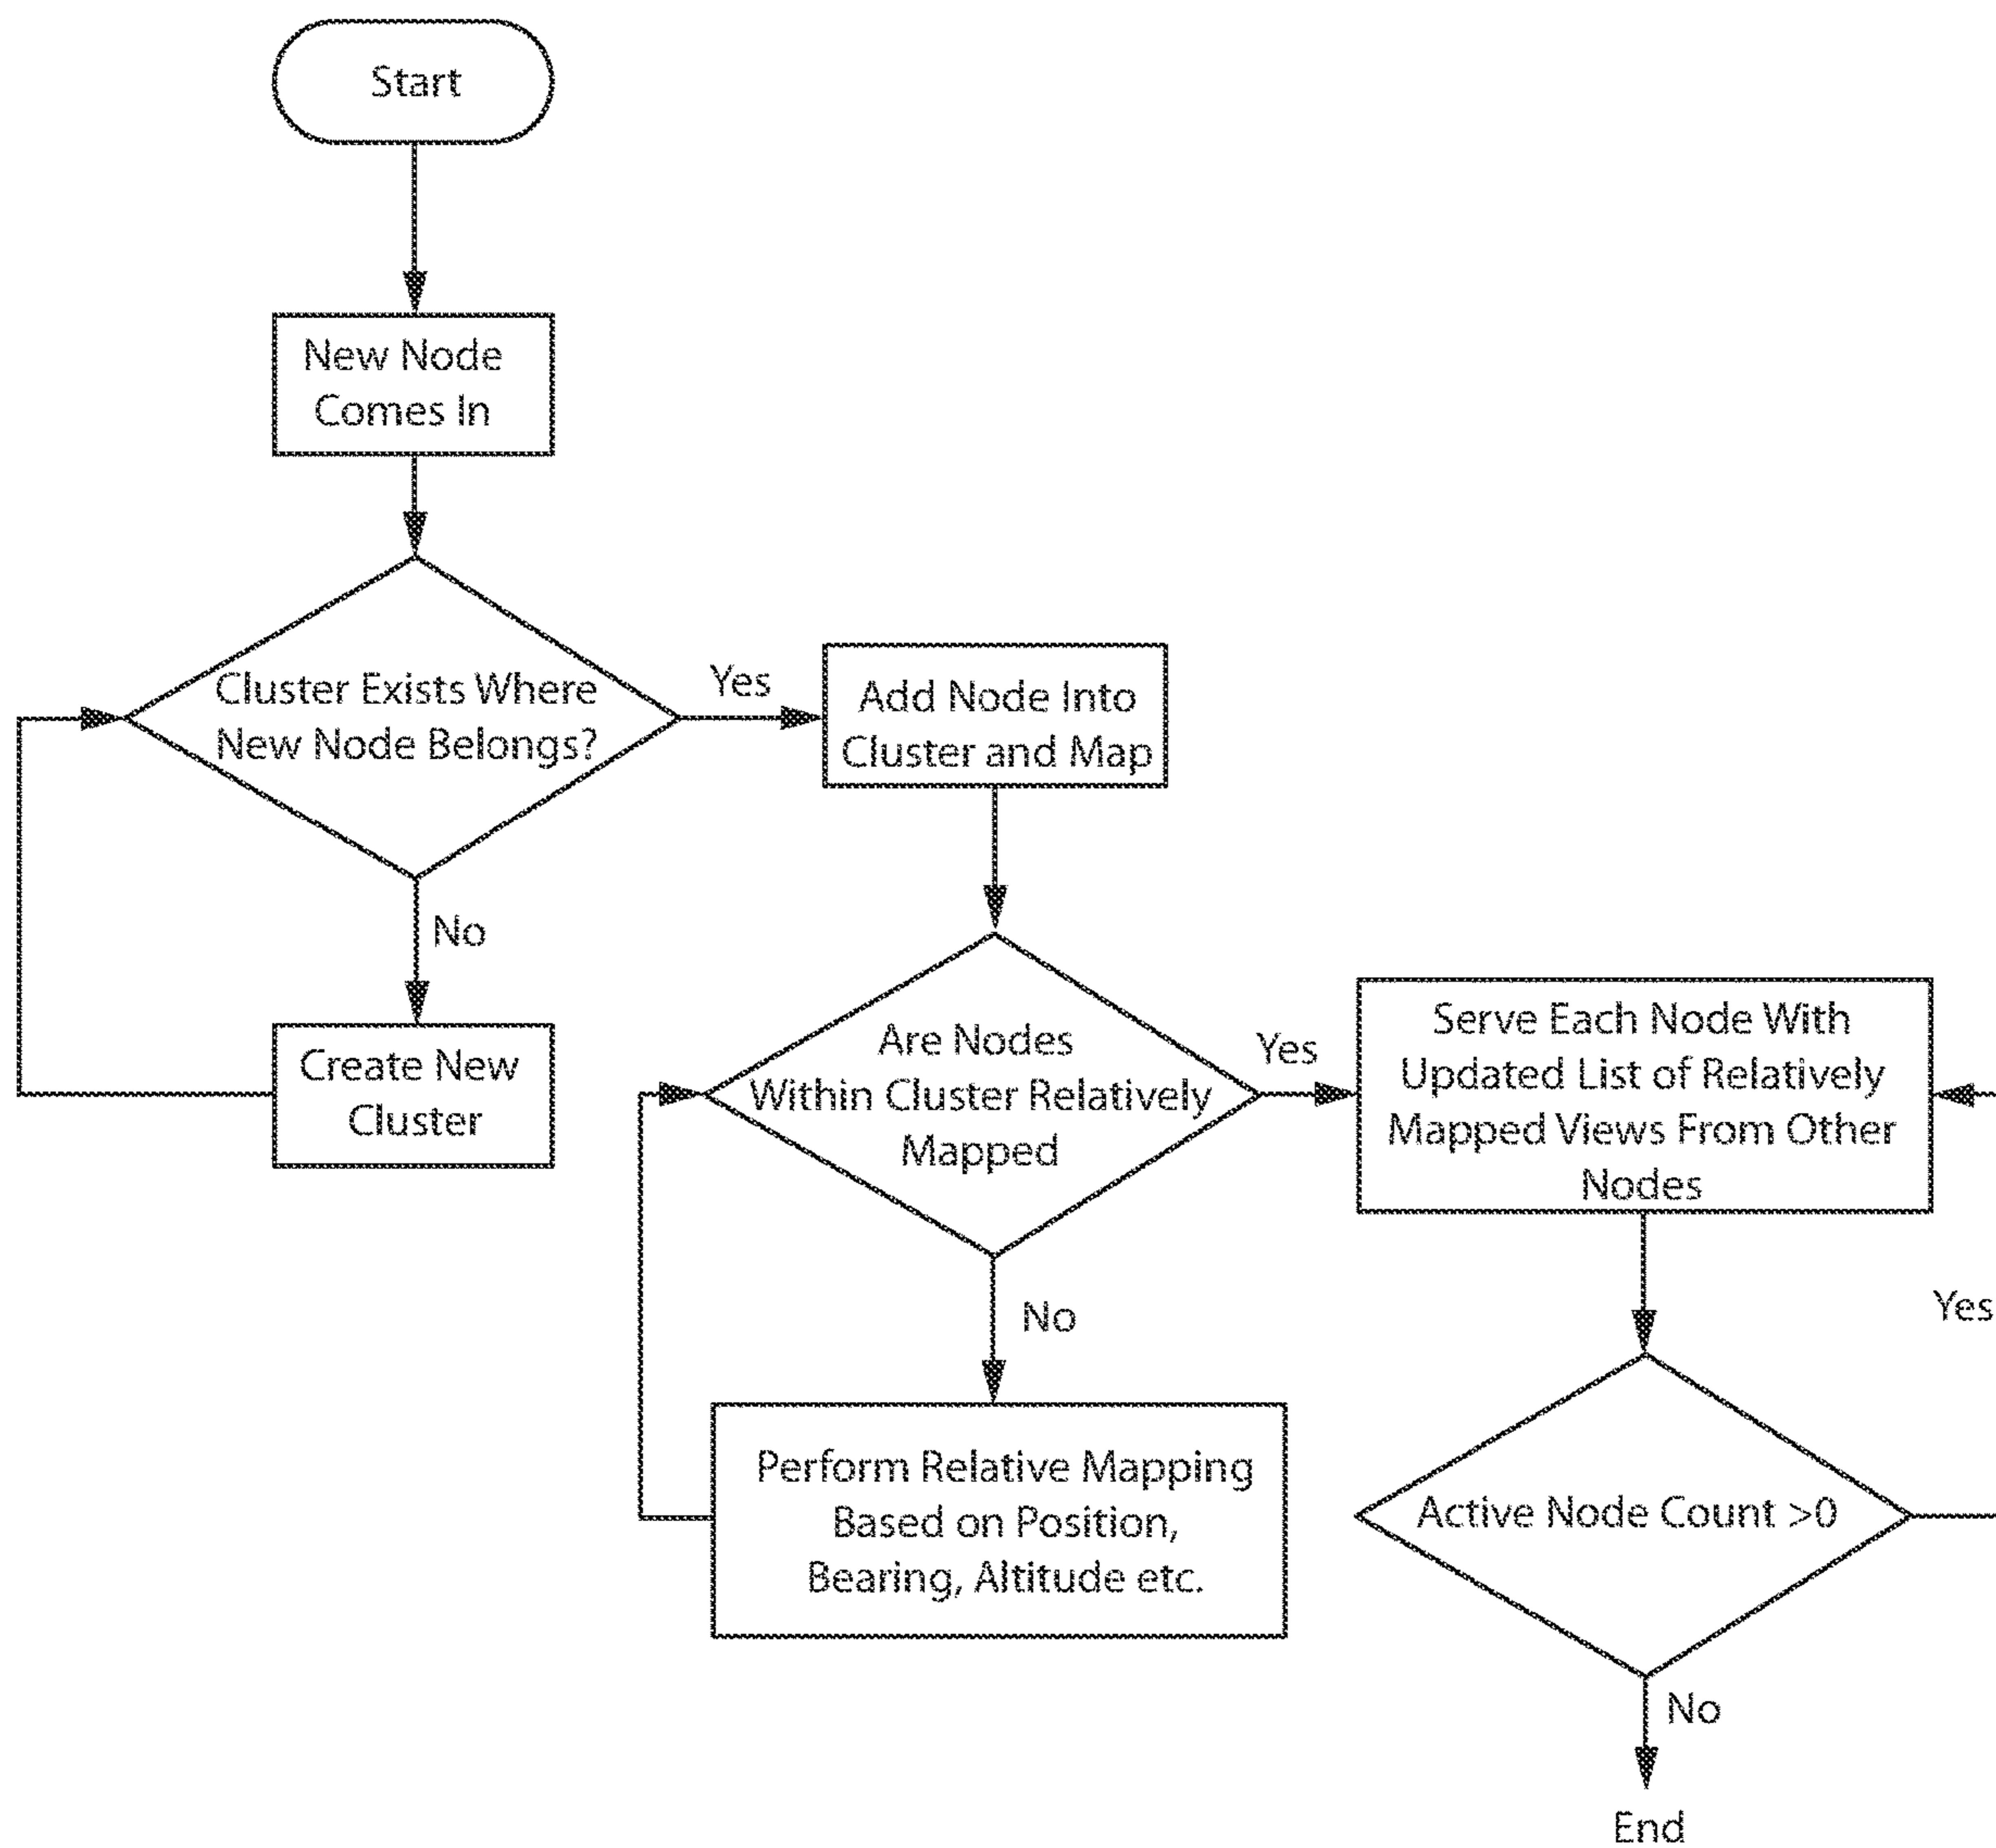 Start
New Node
Comes In
Cluster Exists Where
New Node Belongs?
Yes
Add Node Into
Cluster and Map
No
Create New
Cluster
Are Nodes
Within Cluster Relatively
Mapped
Yes
Serve Each Node With
Updated List of Relatively
Mapped Views From Other
Nodes
No
Perform Relative Mapping
Based on Position,
Bearing, Altitude etc.
Yes
Active Node Count >0
No
End